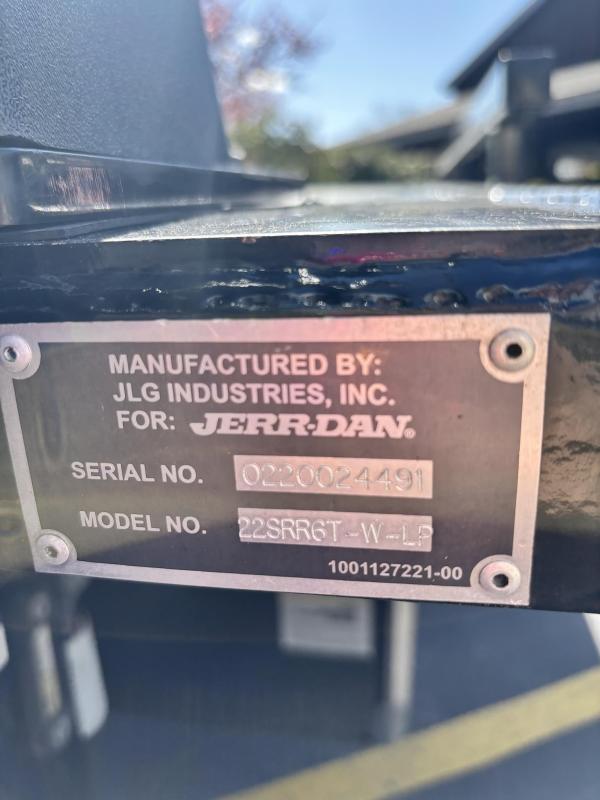 MANUFACTURED BY:
JLG INDUSTRIES, INC.
FOR: JERR-DAN®
SERIAL NO. 0220024491
MODEL NO. 22SRR6T-W-LP
1001127221-00